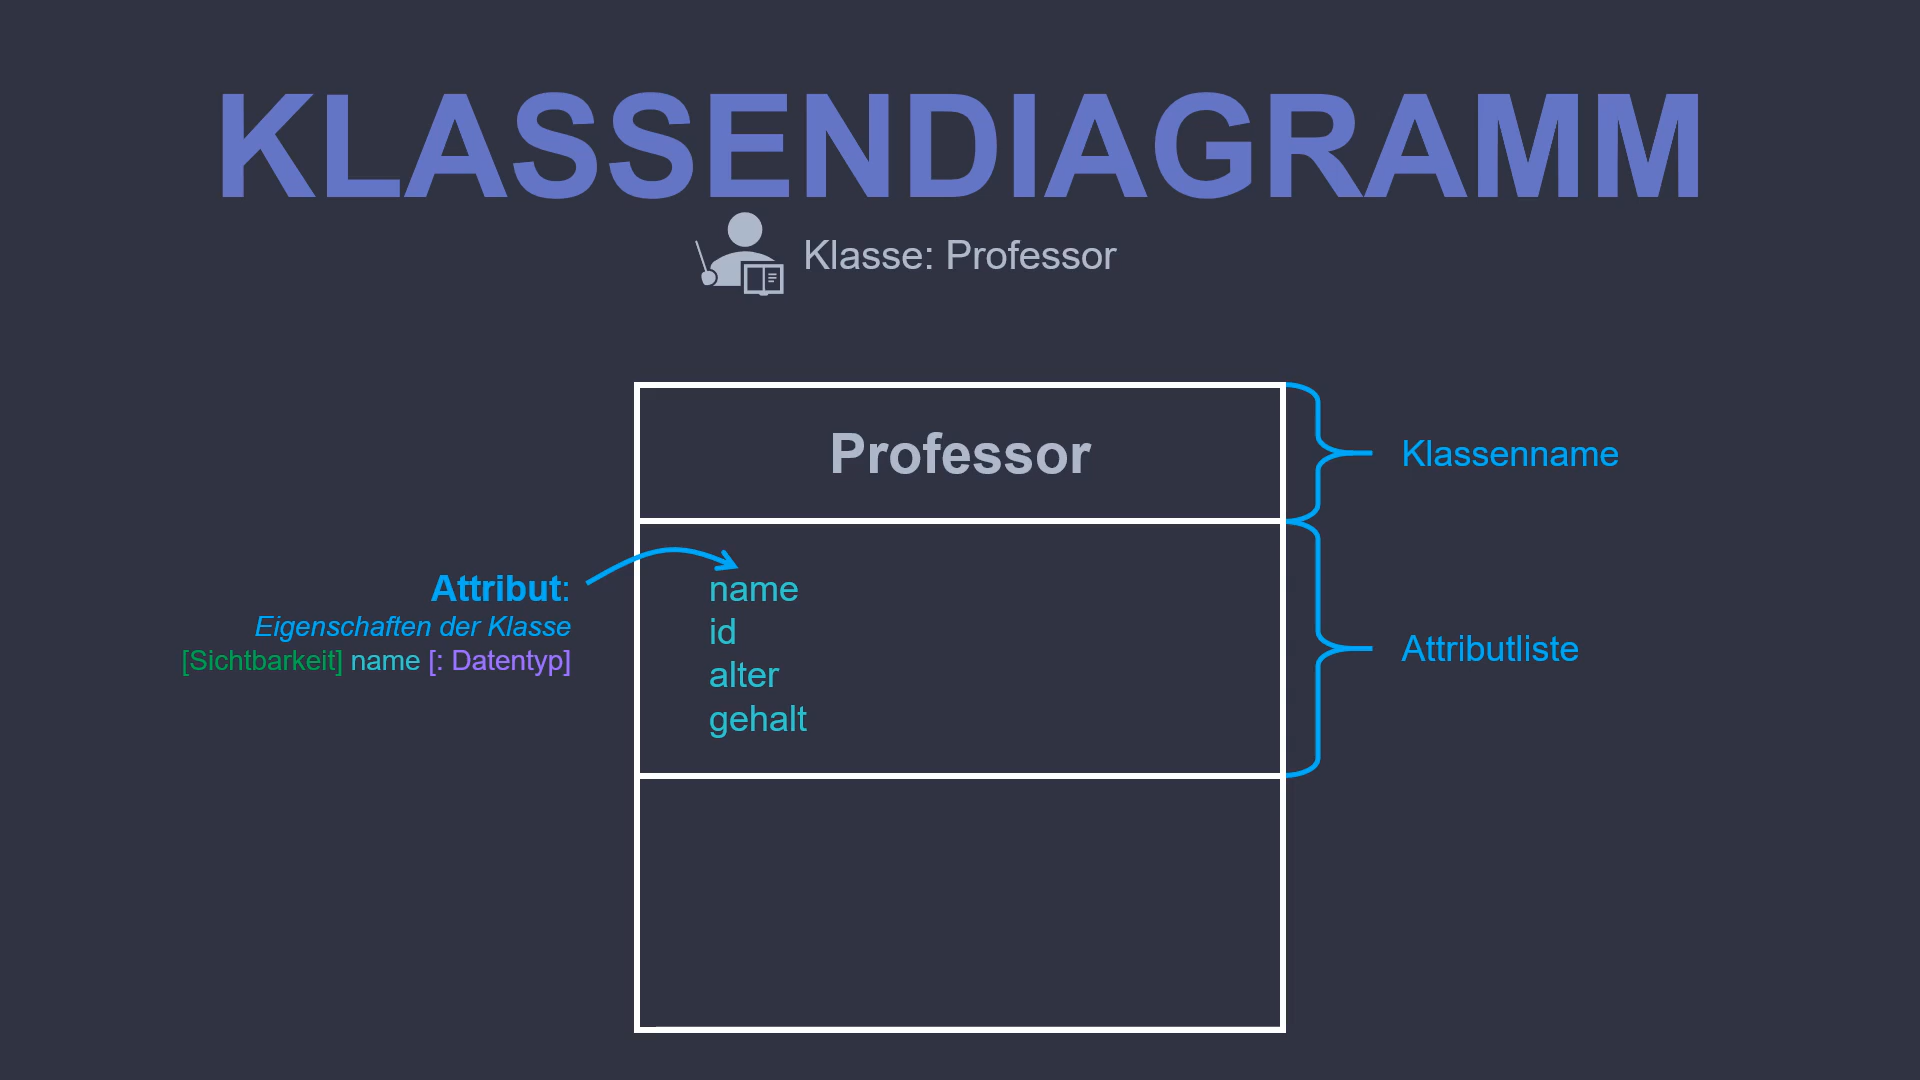 KLASSENDIAGRAMM
Klasse: Professor
Professor
Klassenname
Attribut:
Eigenschaften der Klasse
[Sichtbarkeit] name [: Datentyp]
name
id
alter
gehalt
Attributliste